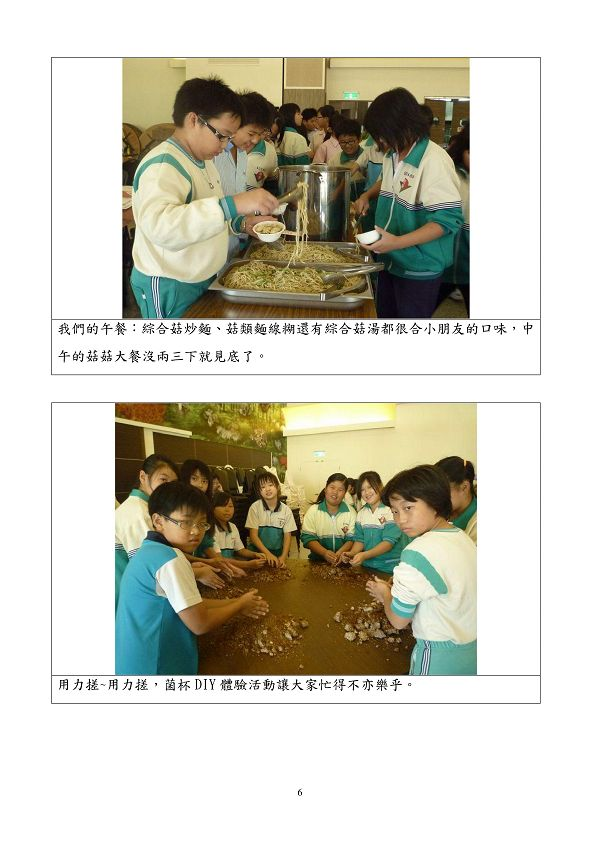 我們的午餐：綜合菇炒麵、菇類麵線糊還有綜合菇湯都很合小朋友的口味，中
午的菇菇大餐沒兩三下就見底了。
用力搓~用力搓，菌杯 DIY 體驗活動讓大家忙得不亦樂乎。
6